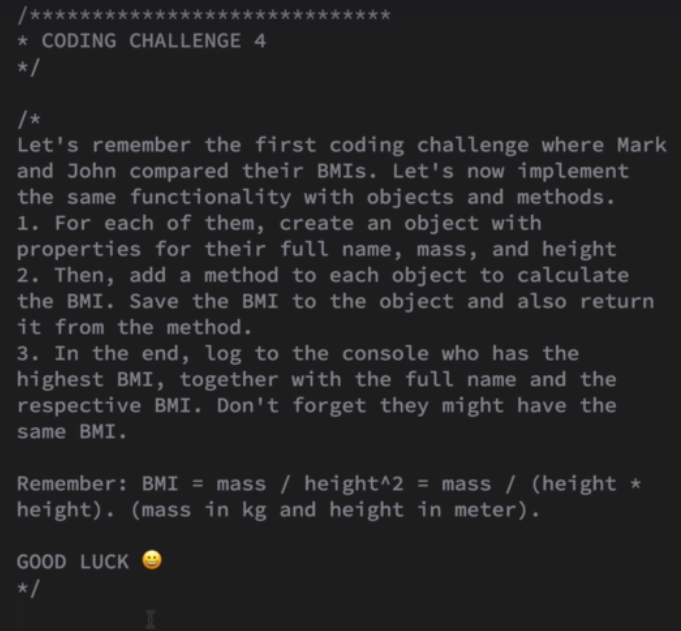 /*****************************
* CODING CHALLENGE 4
*/
/*
Let's remember the first coding challenge where Mark
and John compared their BMIs. Let's now implement
the same functionality with objects and methods.
1. For each of them, create an object with
properties for their full name, mass, and height
2. Then, add a method to each object to calculate
the BMI. Save the BMI to the object and also return
it from the method.
3. In the end, log to the console who has the
highest BMI, together with the full name and the
respective BMI. Don't forget they might have the
same BMI.
Remember: BMI = mass / height^2 = mass / (height *
height). (mass in kg and height in meter).
GOOD LUCK 😀
*/